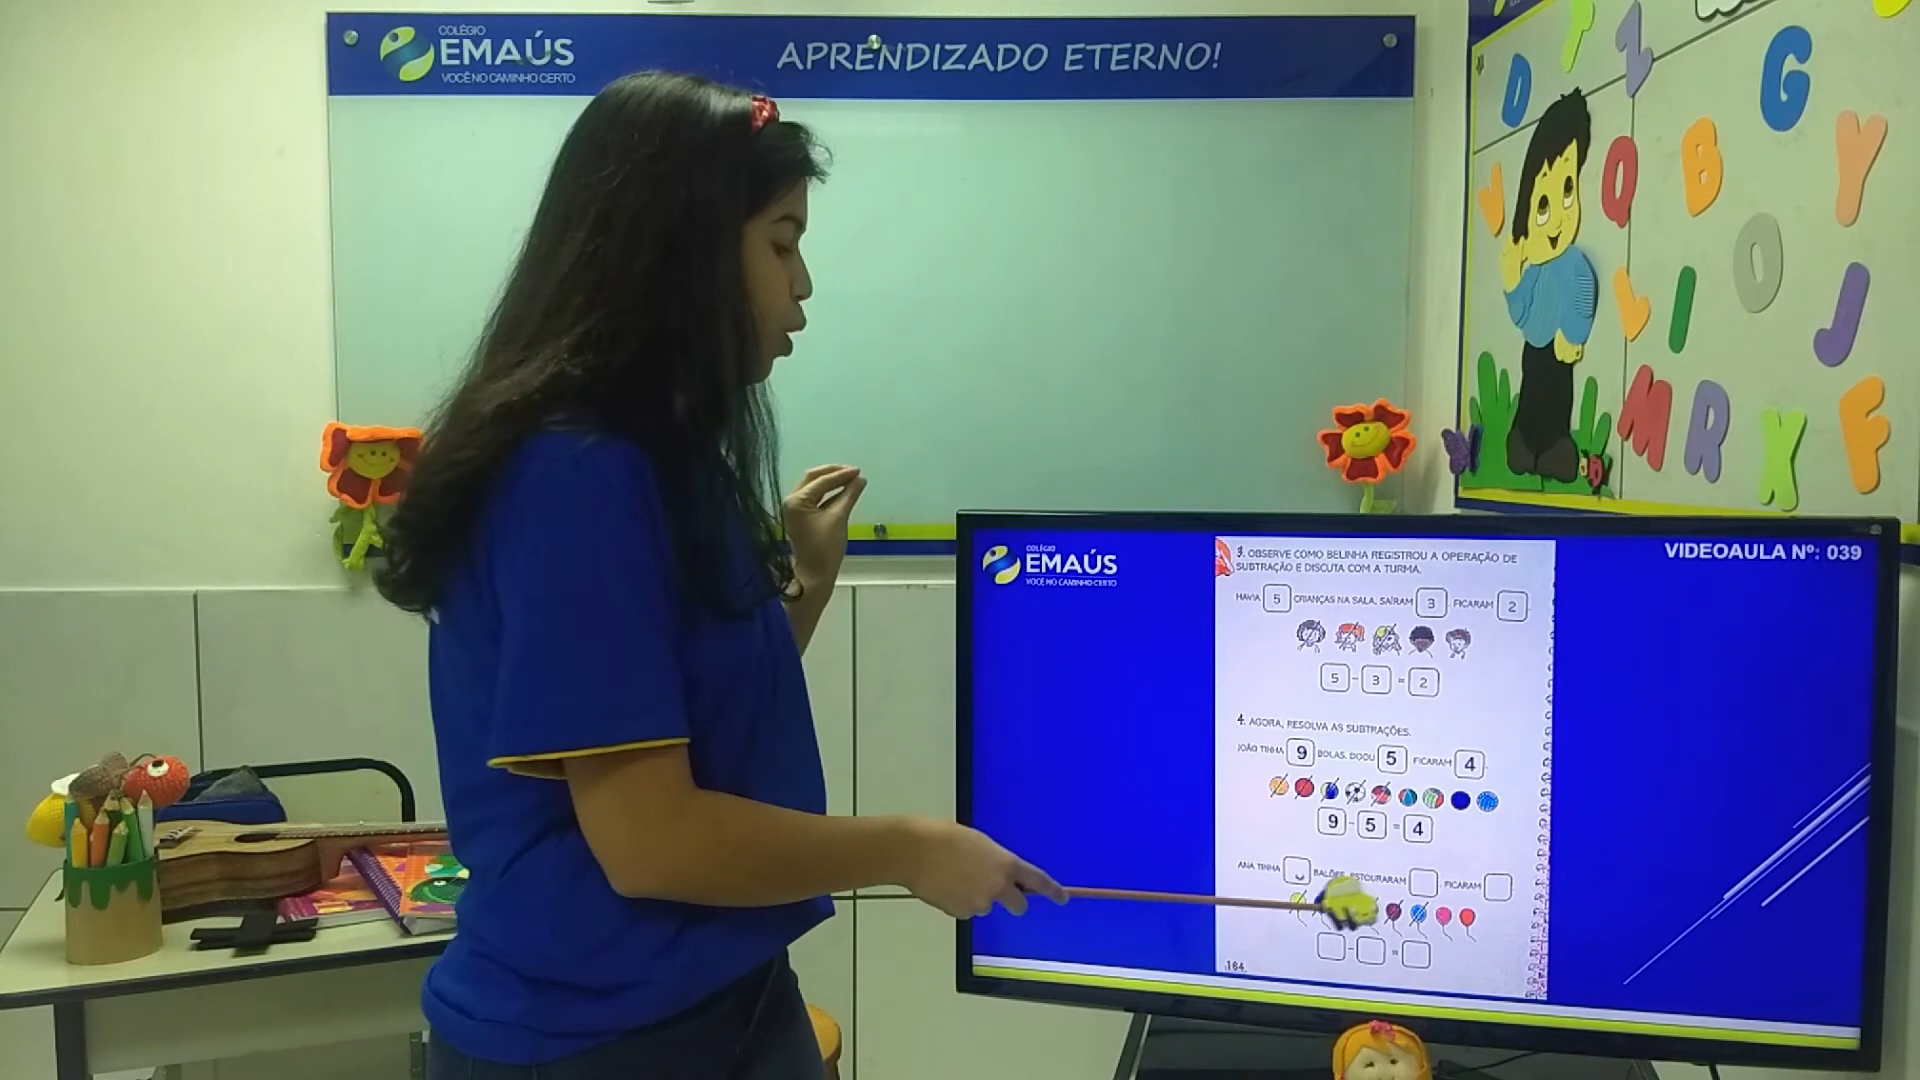 COLÉGIO
EMAÚS
VOCÊ NO CAMINHO CERTO
APRENDIZADO ETERNO!
D
T
Z
G
Y
V
Q
B
O
L
I
J
M
R
X
F
COLÉGIO
EMAÚS
VOCÊ NO CAMINHO CERTO
VIDEOAULA Nº: 039
3. OBSERVE COMO BELINHA REGISTROU A OPERAÇÃO DE
SUBTRAÇÃO E DISCUTA COM A TURMA.
HAVIA 5 CRIANÇAS NA SALA, SAÍRAM 3. FICARAM 2.
5 - 3 = 2
4. AGORA, RESOLVA AS SUBTRAÇÕES.
JOÃO TINHA 9 BOLAS. DOOU 5 FICARAM 4.
9 - 5 = 4
ANA TINHA BALÕES. ESTOURARAM. FICARAM
- =
164